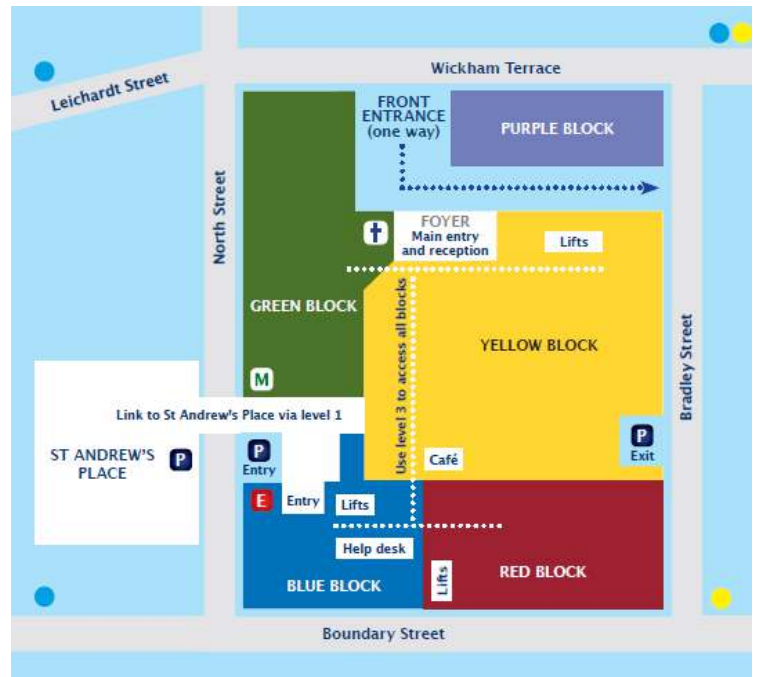 Wickham Terrace
Leichardt Street
FRONT
ENTRANCE
(one way)
PURPLE BLOCK
North Street
FOYER
Main entry
and reception
Lifts
GREEN BLOCK
Use level 3 to access all blocks
YELLOW BLOCK
Bradley Street
M
Link to St Andrew's Place via level 1
ST ANDREW'S
PLACE
P
P
Entry
Café
P
Exit
E
Entry
Lifts
Help desk
BLUE BLOCK
Lifts
RED BLOCK
Boundary Street